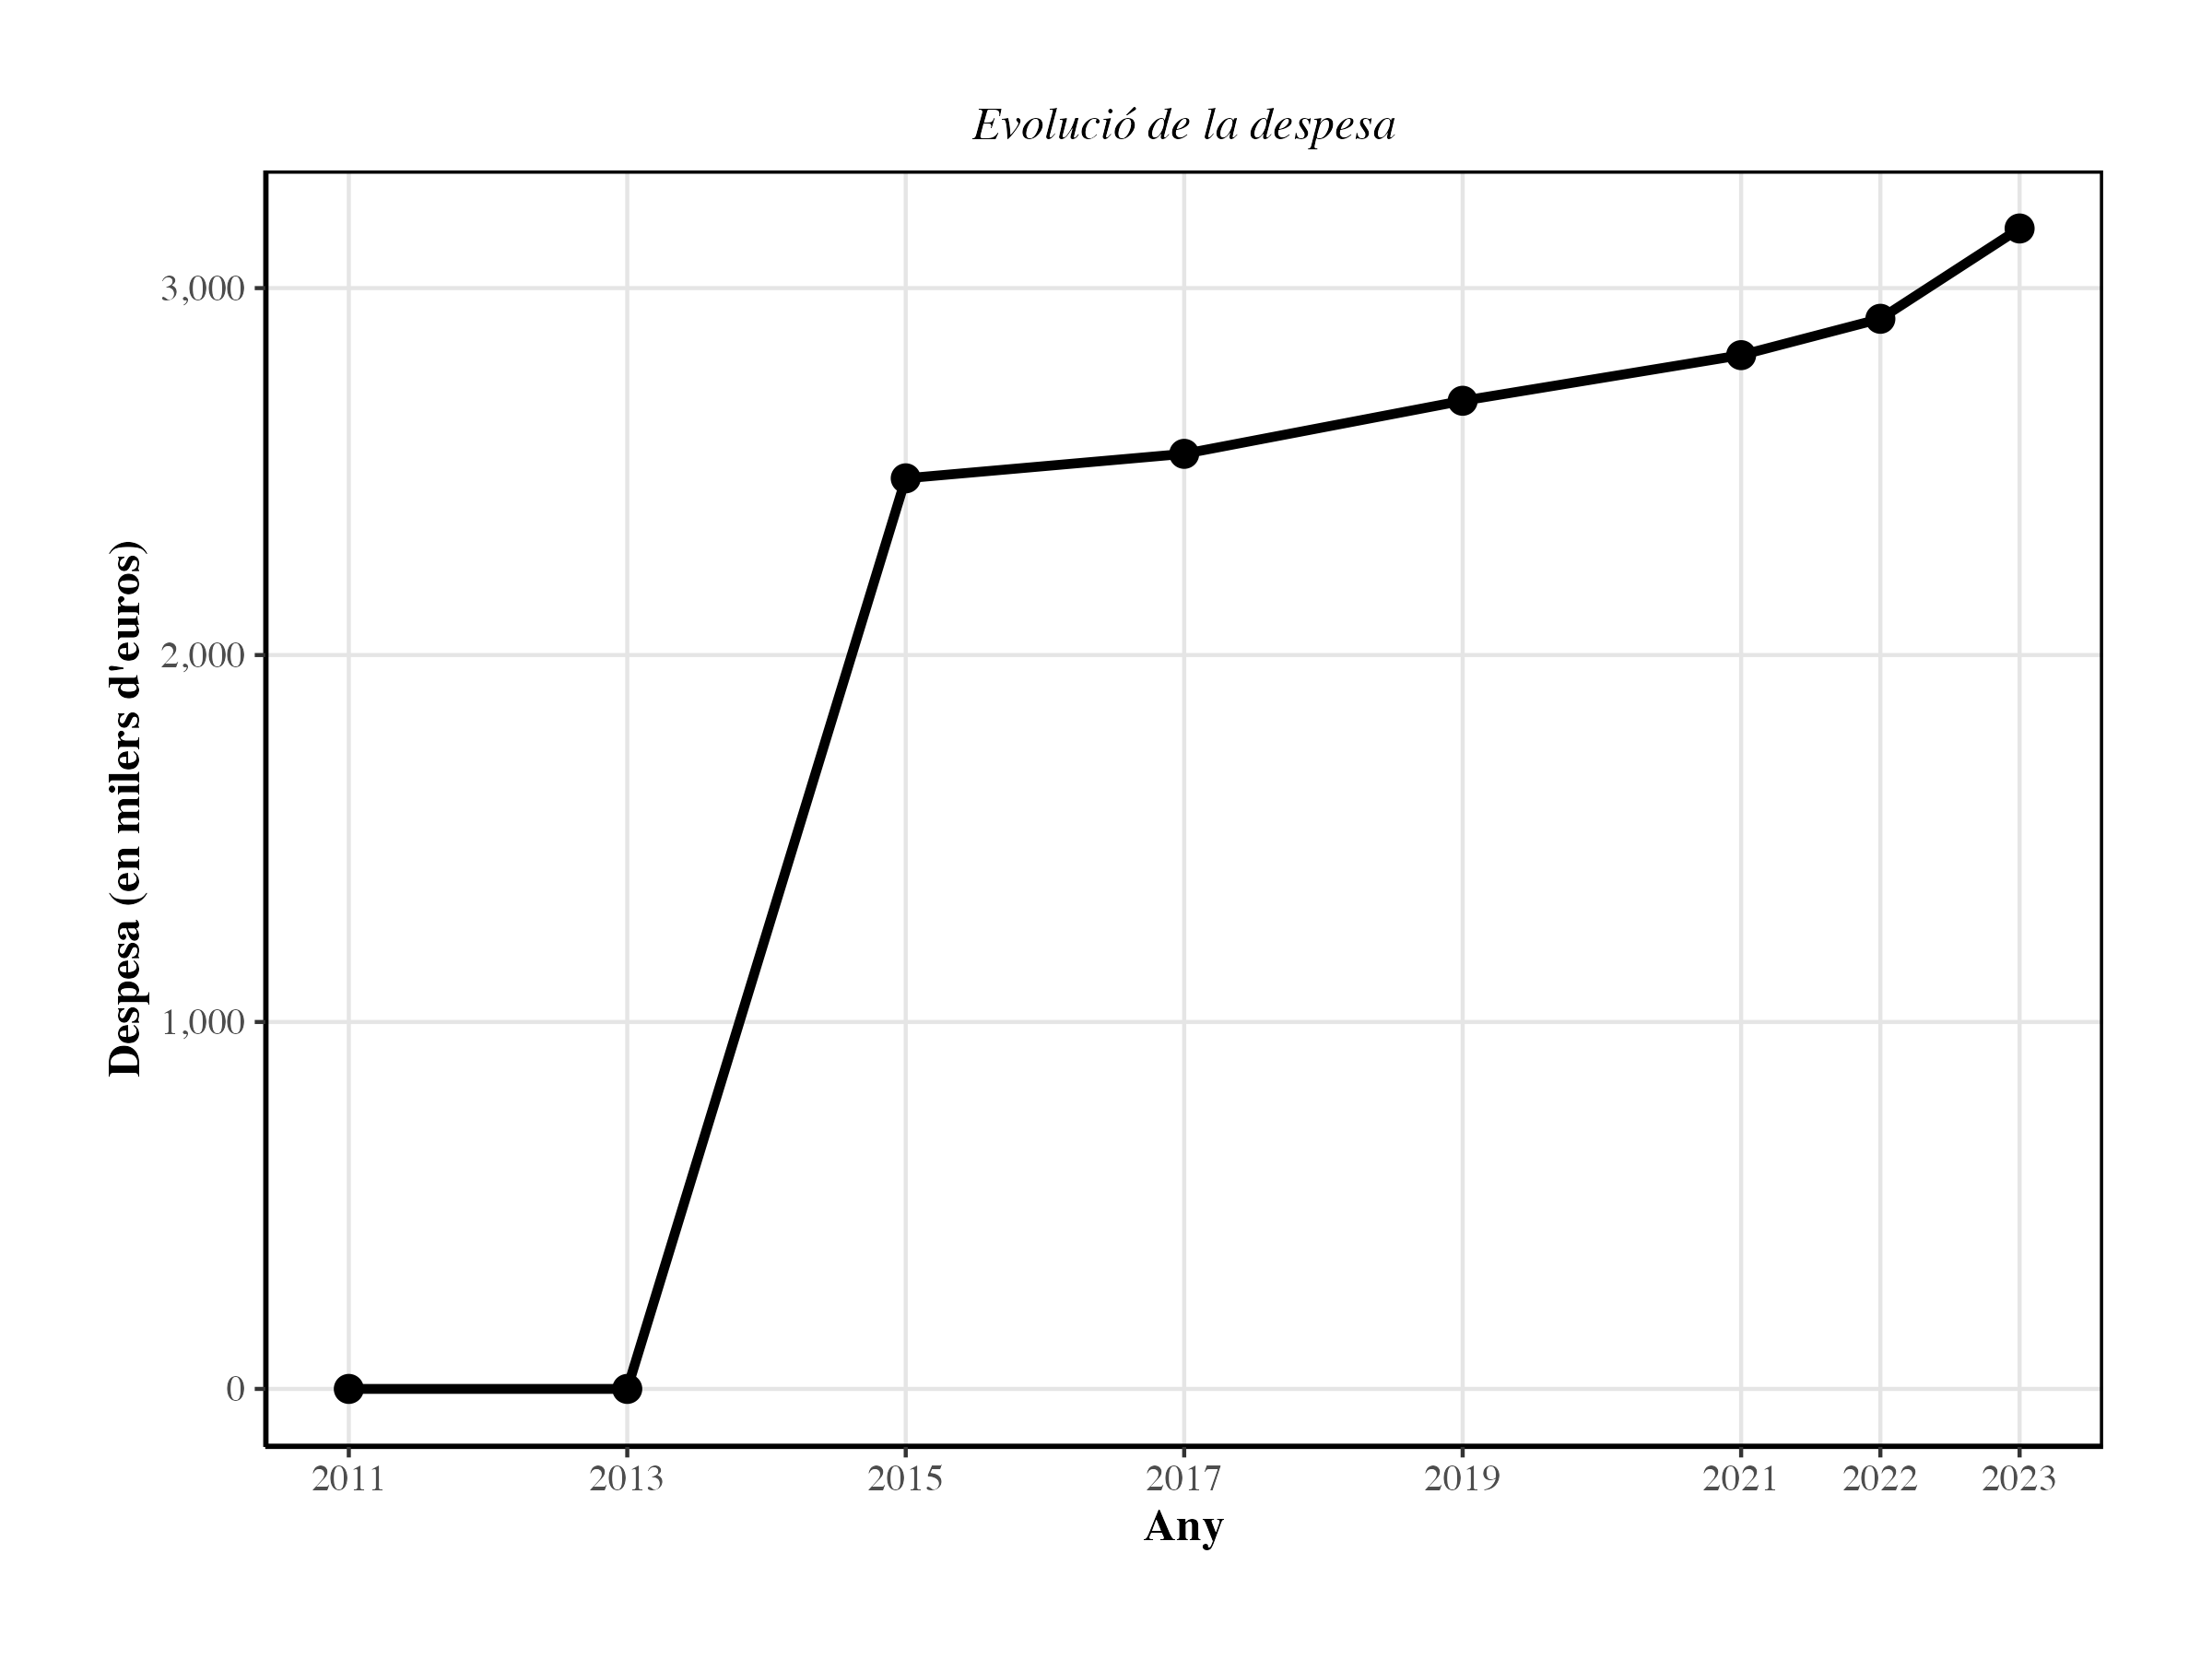 Evolució de la despesa
Despesa (en milers d'euros)
3,000
2,000
1,000
0
2011 2013 2015 2017 2019 2021 2022 2023
Any